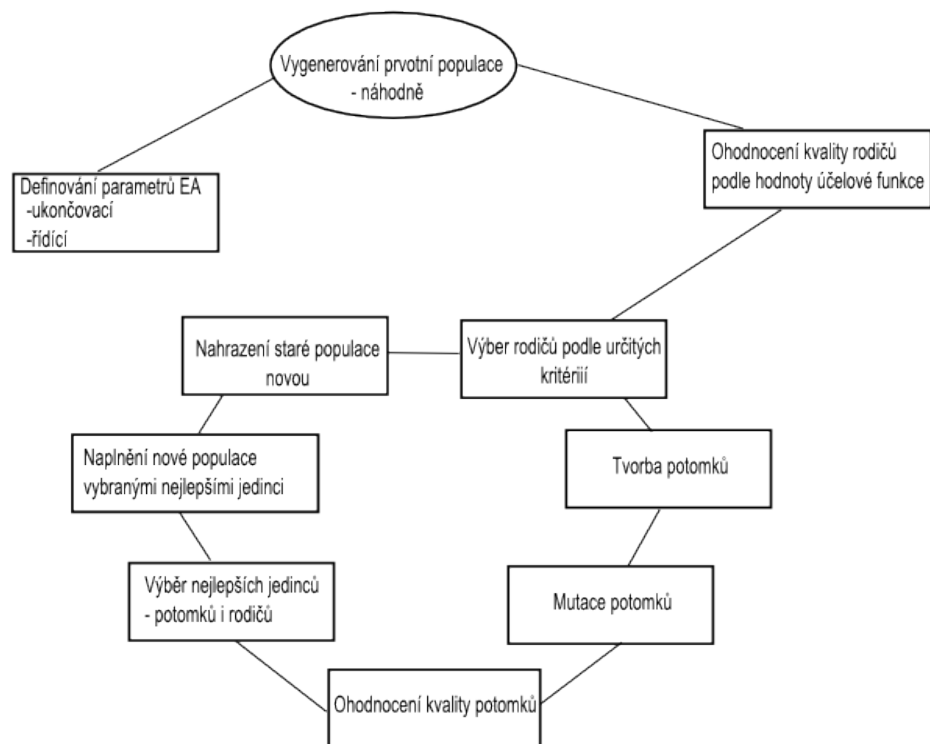 Vygenerování prvotní populace
- náhodně
Ohodnocení kvality rodičů
podle hodnoty účelové funkce
Definování parametrů EA
-ukončovací
-řídící
Nahrazení staré populace
novou
Výber rodičů podle určitých
kritériií
Naplnění nové populace
vybranými nejlepšími jedinci
Tvorba potomků
Výběr nejlepších jedinců
- potomků i rodičů
Mutace potomků
Ohodnocení kvality potomků